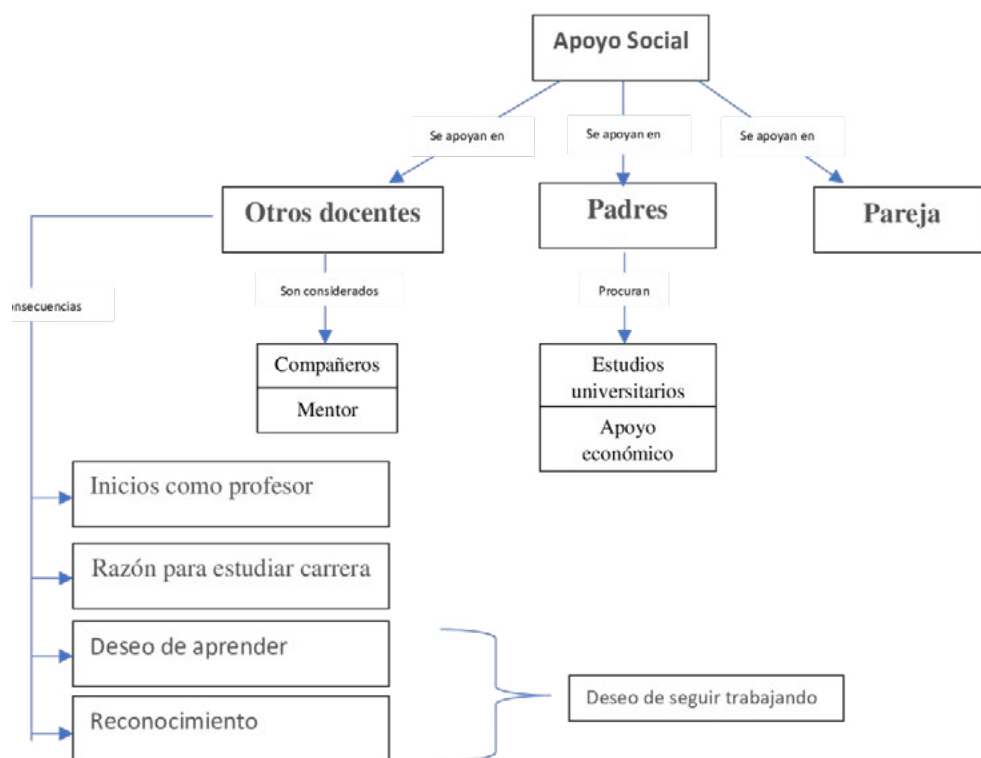 Apoyo Social
Se apoyan en
Se apoyan en
Se apoyan en
Otros docentes
Padres
Pareja
onsecuencias
Son considerados
Procuran
Compañeros
Mentor
Estudios
universitarios
Apoyo
económico
Inicios como profesor
Razón para estudiar carrera
Deseo de aprender
Reconocimiento
Deseo de seguir trabajando